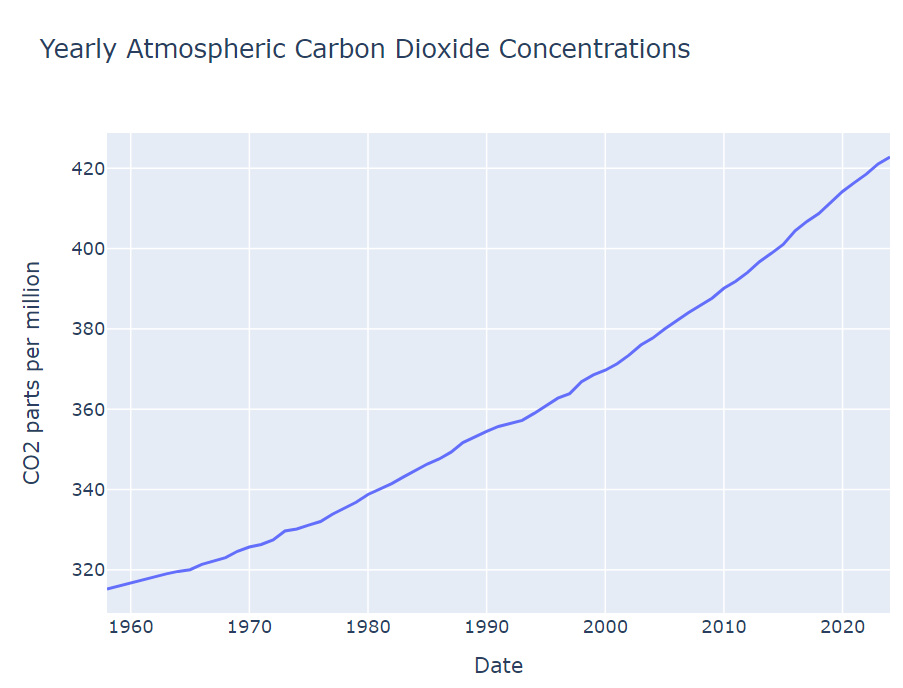 Yearly Atmospheric Carbon Dioxide Concentrations
CO2 parts per million
420
400
380
360
340
320
1960 1970 1980 1990 2000 2010 2020
Date